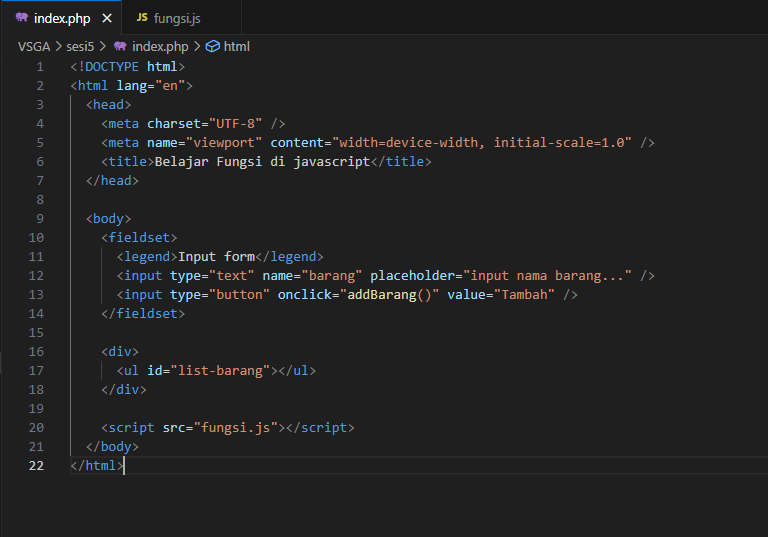 index.php
JS fungsi.js
VSGA > sesi5 > index.php > html
1 <!DOCTYPE html>
2 <html lang="en">
3 <head>
4 <meta charset="UTF-8" />
5 <meta name="viewport" content="width=device-width, initial-scale=1.0" />
6 <title>Belajar Fungsi di javascript</title>
7 </head>
8
9 <body>
10 <fieldset>
11 <legend>Input form</legend>
12 <input type="text" name="barang" placeholder="input nama barang..." />
13 <input type="button" onclick="addBarang()" value="Tambah" />
14 </fieldset>
15
16 <div>
17 <ul id="list-barang"></ul>
18 </div>
19
20 <script src="fungsi.js"></script>
21 </body>
22 </html>